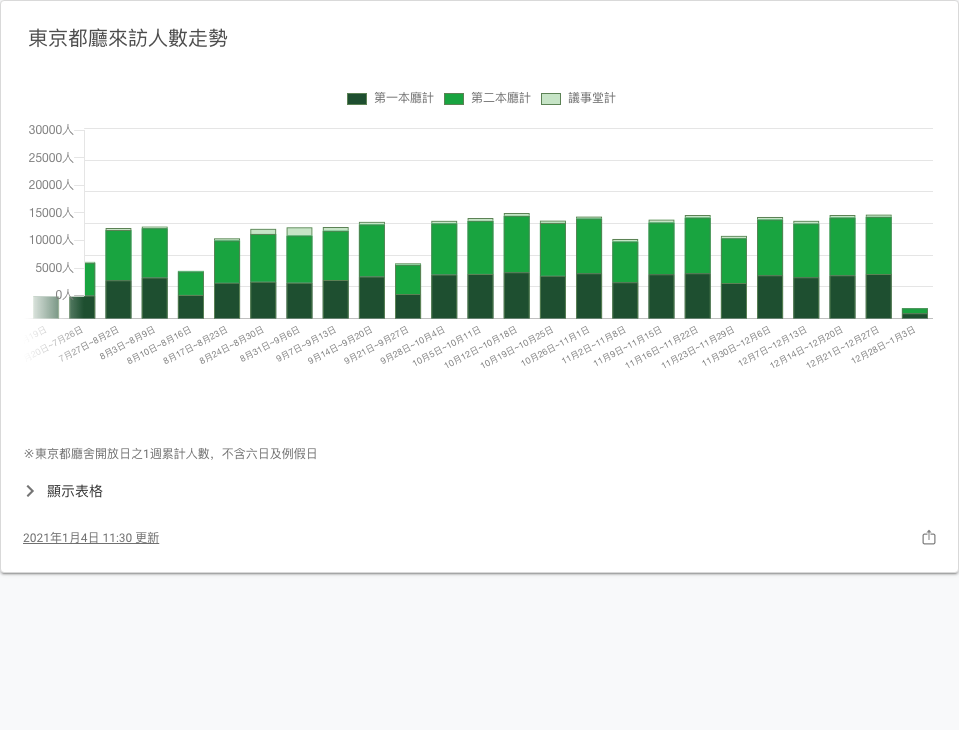 東京都廳來訪人數走勢
第一本廳計 第二本廳計 議事堂計
30000人
25000人
20000人
15000人
10000人
5000人
0人
7月26日
7月27日~8月2日
8月3日~8月9日
8月10日~8月16日
8月17日~8月23日
8月24日~8月30日
8月31日~9月6日
9月7日~9月13日
9月14日~9月20日
9月21日~9月27日
9月28日~10月4日
10月5日~10月11日
10月12日~10月18日
10月19日~10月25日
10月26日~11月1日
11月2日~11月8日
11月9日~11月15日
11月16日~11月22日
11月23日~11月29日
11月30日~12月6日
12月7日~12月13日
12月14日~12月20日
12月21日~12月27日
12月28日~1月3日
※東京都廳舍開放日之1週累計人數，不含六日及例假日
顯示表格
2021年1月4日 11:30 更新